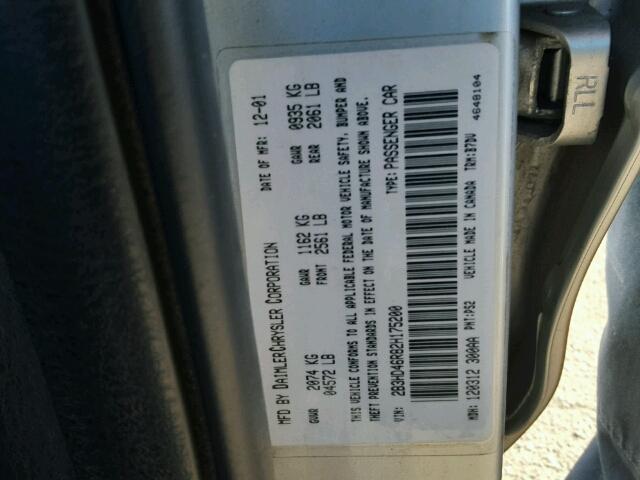 MFD BY DAIMLERCHRYSLER CORPORATION DATE OF MFR: 12-01
GVWR 2074 KG GAWR 1162 KG GAWR 0935 KG
04572 LB FRONT 2561 LB REAR 2061 LB
THIS VEHICLE CONFORMS TO ALL APPLICABLE FEDERAL MOTOR VEHICLE SAFETY, BUMPER AND
THEFT PREVENTION STANDARDS IN EFFECT ON THE DATE OF MANUFACTURE SHOWN ABOVE.
VIN: 2B3HD46R82H175200 TYPE: PASSENGER CAR
MDH: 120312 300AA PNT: PS2 VEHICLE MADE IN CANADA TRM: B7DV
4648104
RLL